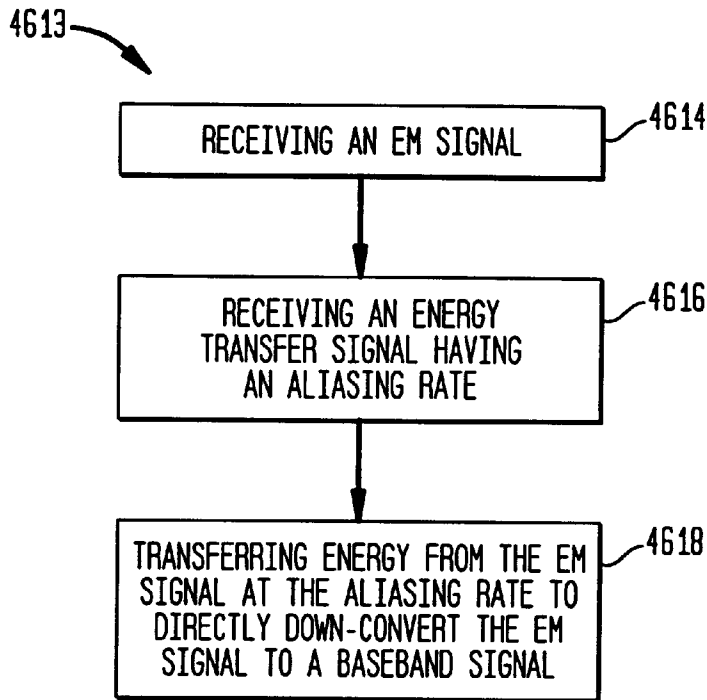 4613
RECEIVING AN EM SIGNAL
4614
RECEIVING AN ENERGY
TRANSFER SIGNAL HAVING
AN ALIASING RATE
4616
TRANSFERRING ENERGY FROM THE EM
SIGNAL AT THE ALIASING RATE TO
DIRECTLY DOWN-CONVERT THE EM
SIGNAL TO A BASEBAND SIGNAL
4618